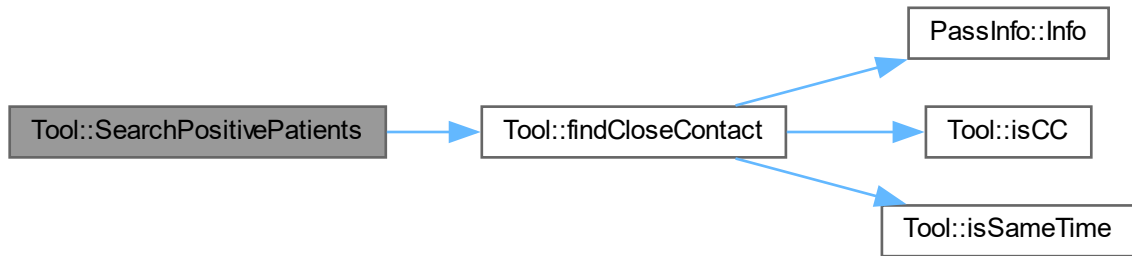 PassInfo::Info
Tool::SearchPositivePatients
Tool::findCloseContact
Tool::isCC
Tool::isSameTime